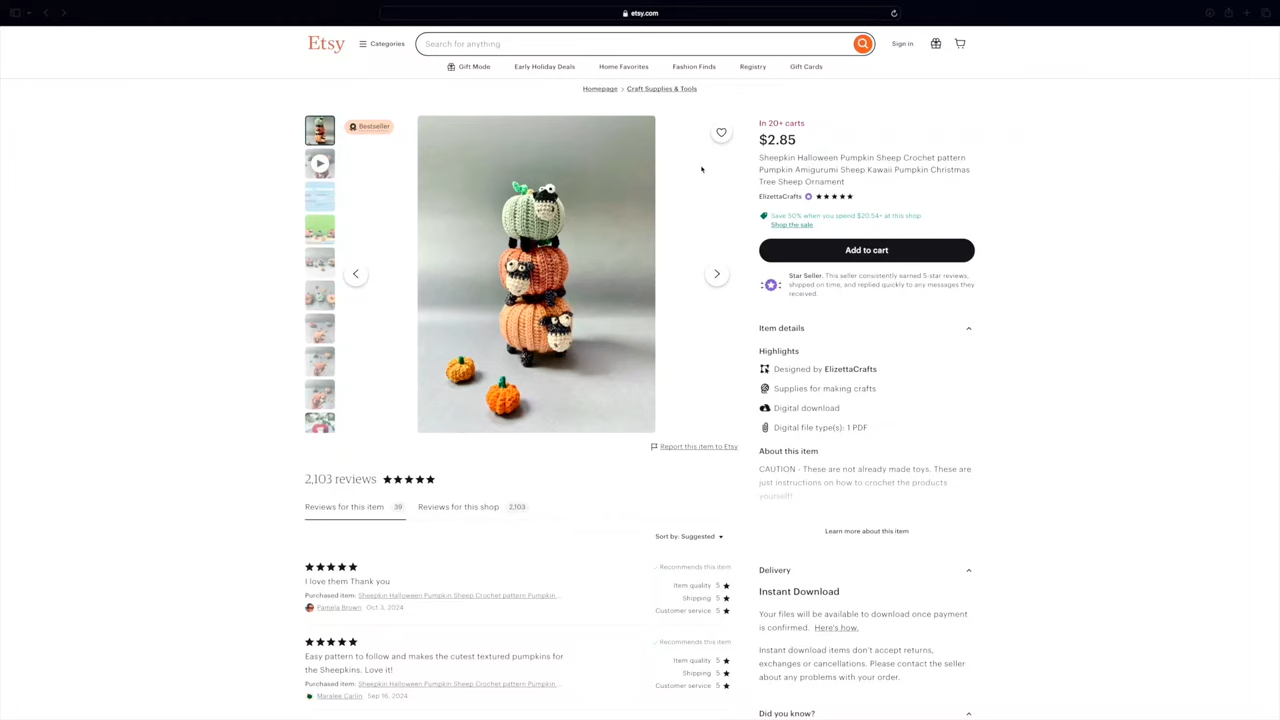 etsy.com
Etsy
Categories
Search for anything
Sign in
Gift Mode
Early Holiday Deals
Home Favorites
Fashion Finds
Registry
Gift Cards
Homepage > Craft Supplies & Tools
Bestseller
In 20+ carts
$2.85
Sheepkin Halloween Pumpkin Sheep Crochet pattern
Pumpkin Amigurumi Sheep Kawaii Pumpkin Christmas
Tree Sheep Ornament
ElizettaCrafts
Save 50% when you spend $20.54+ at this shop
Shop the sale
Add to cart
Star Seller. This seller consistently earned 5-star reviews,
shipped on time, and replied quickly to any messages they
received.
Item details
Highlights
Designed by ElizettaCrafts
Supplies for making crafts
Digital download
Digital file type(s): 1 PDF
About this item
CAUTION - These are not already made toys. These are
just instructions on how to crochet the products
yourself!
Learn more about this item
Delivery
Instant Download
Your files will be available to download once payment
is confirmed. Here's how.
Instant download items don't accept returns,
exchanges or cancellations. Please contact the seller
about any problems with your order.
Did you know?
Report this item to Etsy
2,103 reviews
Reviews for this item 39
Reviews for this shop 2,103
Sort by: Suggested
Recommends this item
I love them Thank you
Item quality 5
Purchased item: Sheepkin Halloween Pumpkin Sheep Crochet pattern Pumpkin ...
Shipping 5
Pamela Brown Oct 3, 2024
Customer service 5
Recommends this item
Easy pattern to follow and makes the cutest textured pumpkins for
the Sheepkins. Love it!
Item quality 5
Shipping 5
Purchased item: Sheepkin Halloween Pumpkin Sheep Crochet pattern Pumpkin ...
Customer service 5
Maralee Carlin Sep 16, 2024